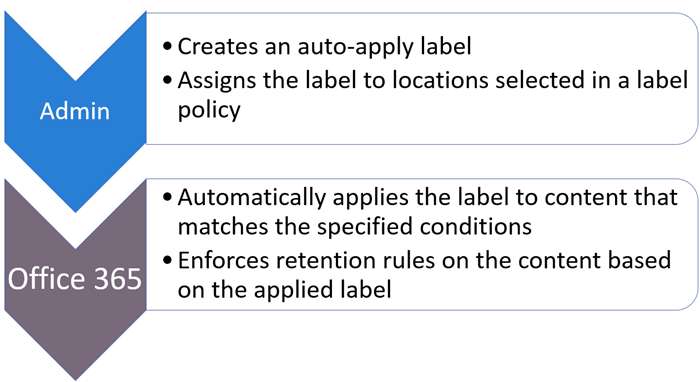 Admin
• Creates an auto-apply label
• Assigns the label to locations selected in a label
policy
Office 365
• Automatically applies the label to content that
matches the specified conditions
• Enforces retention rules on the content based
on the applied label